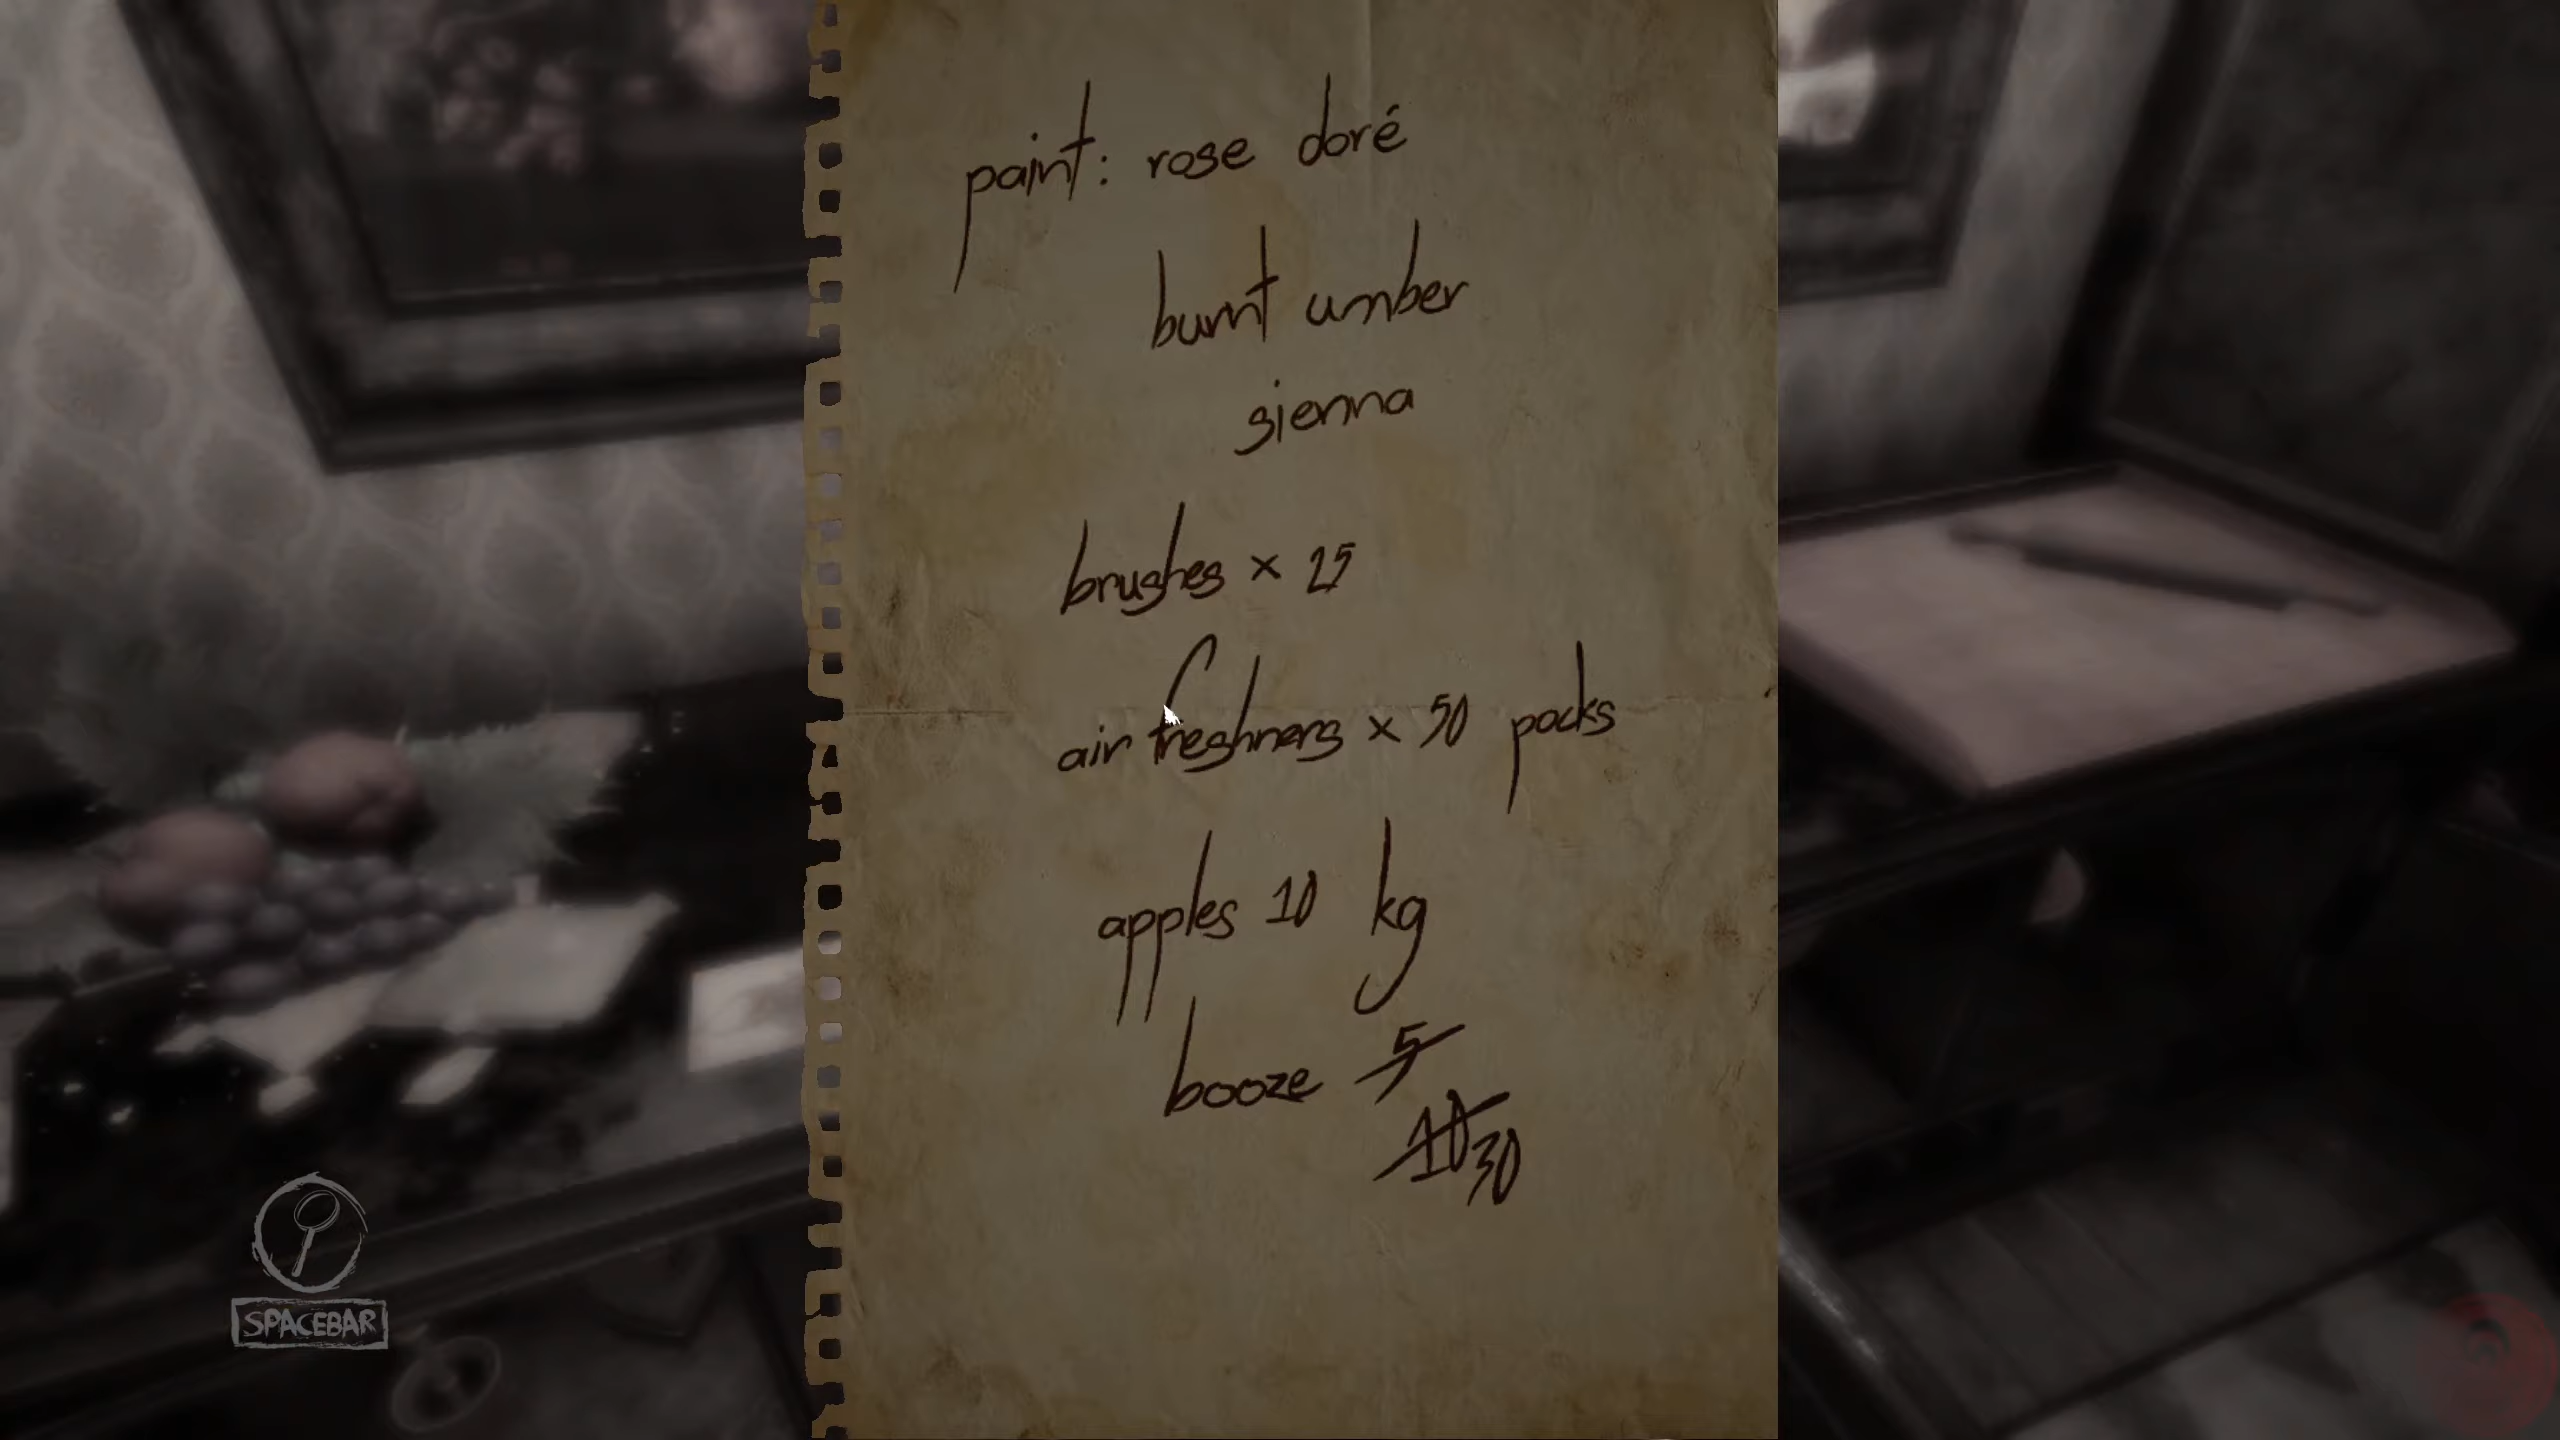 paint: rose doré
burnt umber
sienna
brushes × 25
air freshners × 50 packs
apples 10 kg
booze 5
10 30
SPACEBAR